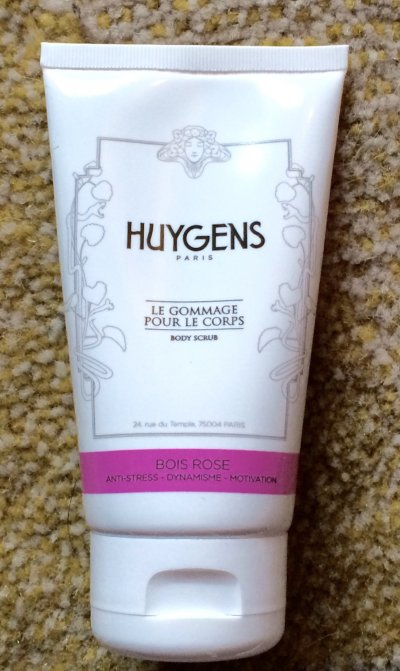 HUYGENS
PARIS
LE GOMMAGE
POUR LE CORPS
BODY SCRUB
24, rue du Temple, 75004 PARIS
BOIS ROSE
ANTI-STRESS - DYNAMISME - MOTIVATION